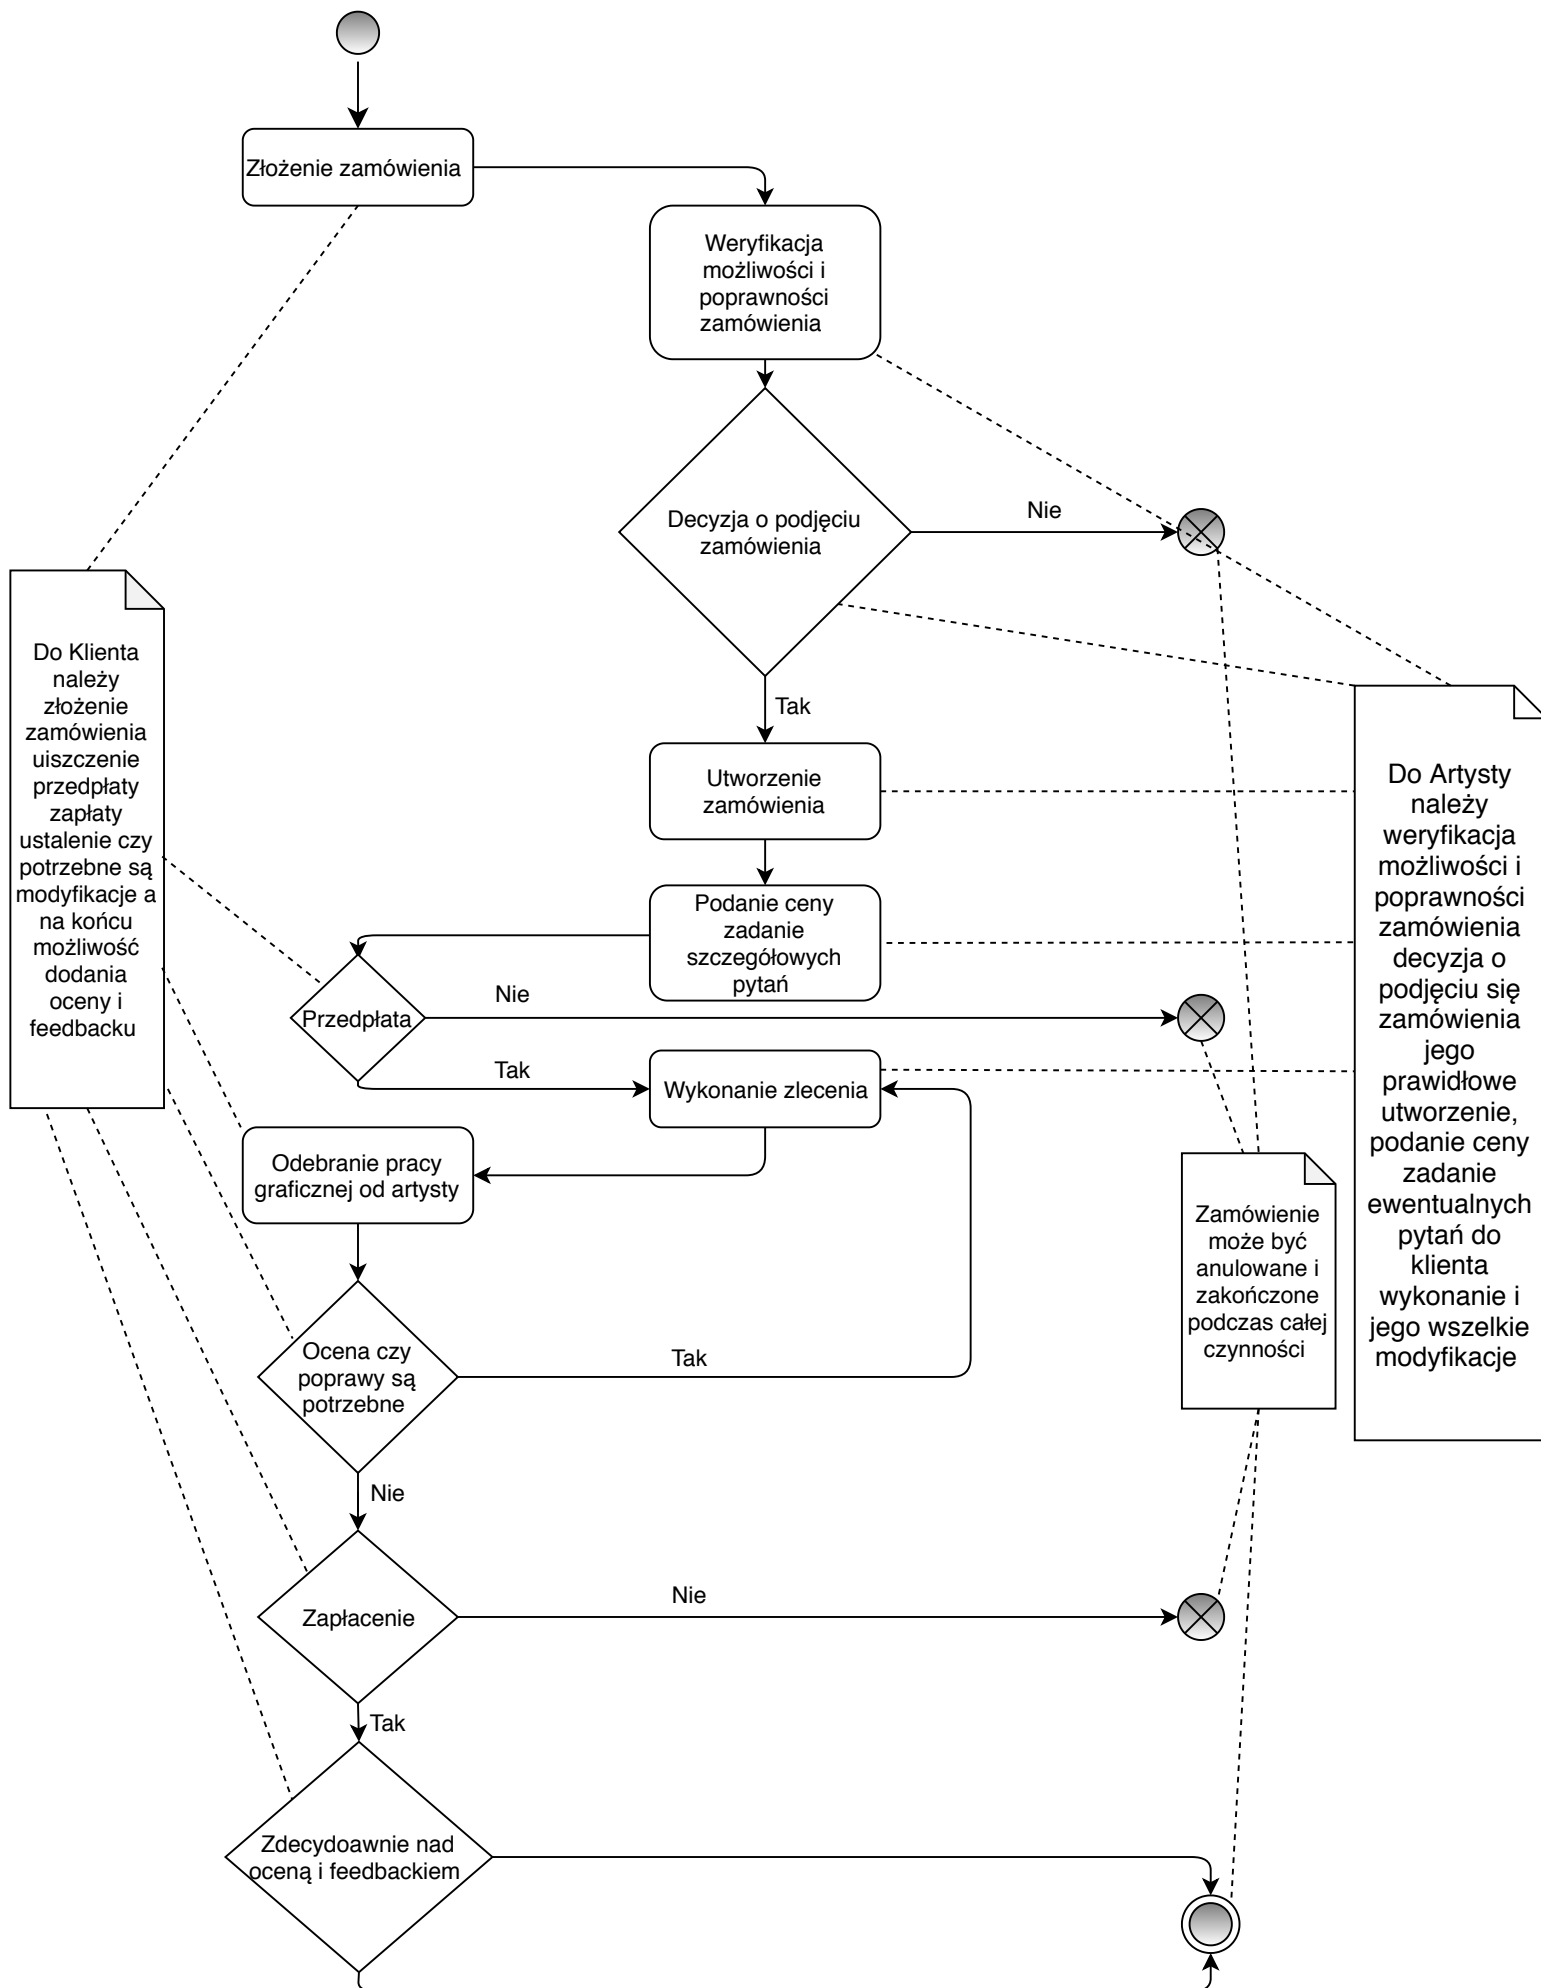 Złożenie zamówienia
Weryfikacja
możliwości i
poprawności
zamówienia
Decyzja o podjęciu
zamówienia
Nie
Tak
Do Klienta
należy
złożenie
zamówienia
uiszczenie
przedpłaty
zapłaty
ustalenie czy
potrzebne są
modyfikacje a
na końcu
możliwość
dodania
oceny i
feedbacku
Utworzenie
zamówienia
Podanie ceny
zadanie
szczegółowych
pytań
Do Artysty
należy
weryfikacja
możliwości i
poprawności
zamówienia
decyzja o
podjęciu się
zamówienia
jego
prawidłowe
utworzenie,
podanie ceny
zadanie
ewentualnych
pytań do
klienta
wykonanie i
jego wszelkie
modyfikacje
Przedpłata
Nie
Tak
Wykonanie zlecenia
Odebranie pracy
graficznej od artysty
Zamówienie
może być
anulowane i
zakończone
podczas całej
czynności
Ocena czy
poprawy są
potrzebne
Tak
Nie
Zapłacenie
Nie
Tak
Zdecydoawnie nad
oceną i feedbackiem